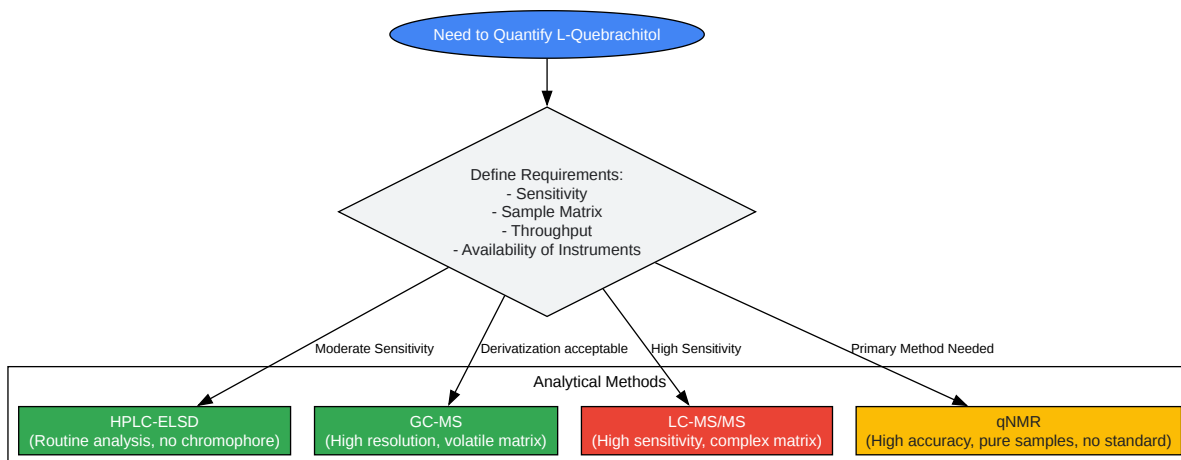 Need to Quantify L-Quebrachitol
Define Requirements:
- Sensitivity
- Sample Matrix
- Throughput
- Availability of Instruments
Moderate Sensitivity
Derivatization acceptable
High Sensitivity
Primary Method Needed
Analytical Methods
HPLC-ELSD
(Routine analysis, no chromophore)
GC-MS
(High resolution, volatile matrix)
LC-MS/MS
(High sensitivity, complex matrix)
qNMR
(High accuracy, pure samples, no standard)